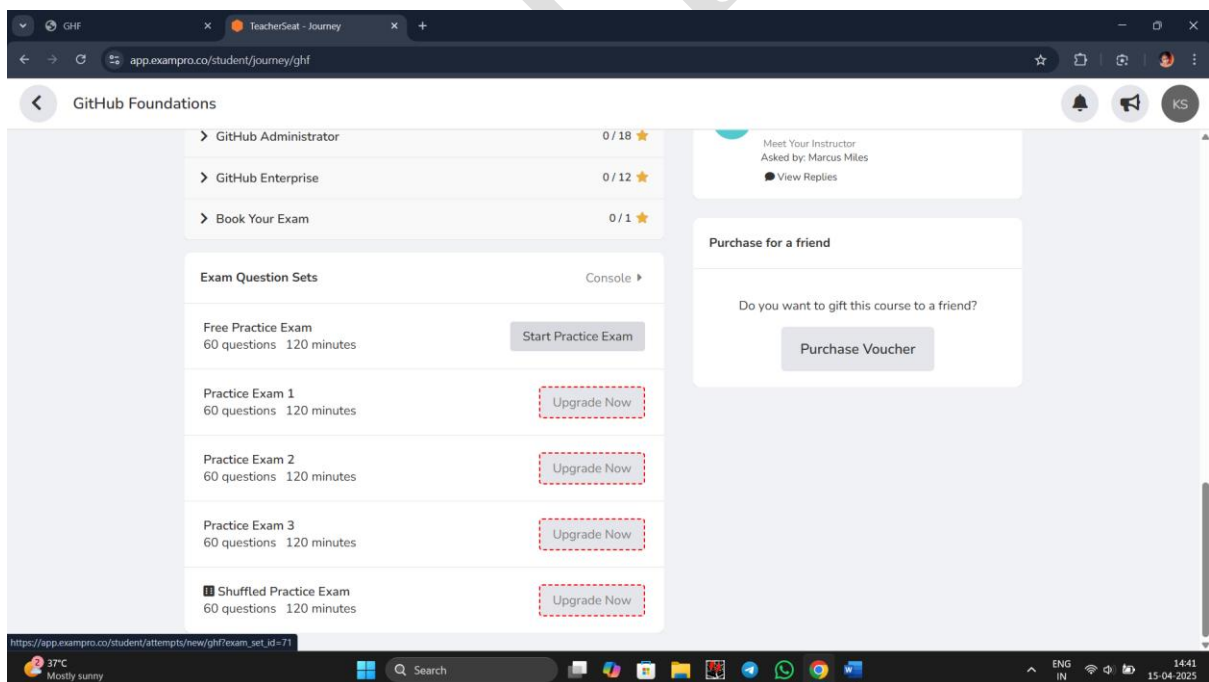 GHF
TeacherSeat - Journey
app.exampro.co/student/journey/ghf
GitHub Foundations
KS
GitHub Administrator 0 / 18
GitHub Enterprise 0 / 12
Book Your Exam 0 / 1
Meet Your Instructor
Asked by: Marcus Miles
View Replies
Exam Question Sets Console
Free Practice Exam
60 questions 120 minutes
Start Practice Exam
Practice Exam 1
60 questions 120 minutes
Upgrade Now
Practice Exam 2
60 questions 120 minutes
Upgrade Now
Practice Exam 3
60 questions 120 minutes
Upgrade Now
Shuffled Practice Exam
60 questions 120 minutes
Upgrade Now
Purchase for a friend
Do you want to gift this course to a friend?
Purchase Voucher
https://app.exampro.co/student/attempts/new/ghf?exam_set_id=71
2
37°C
Mostly sunny
Search
ENG
IN
14:41
15-04-2025